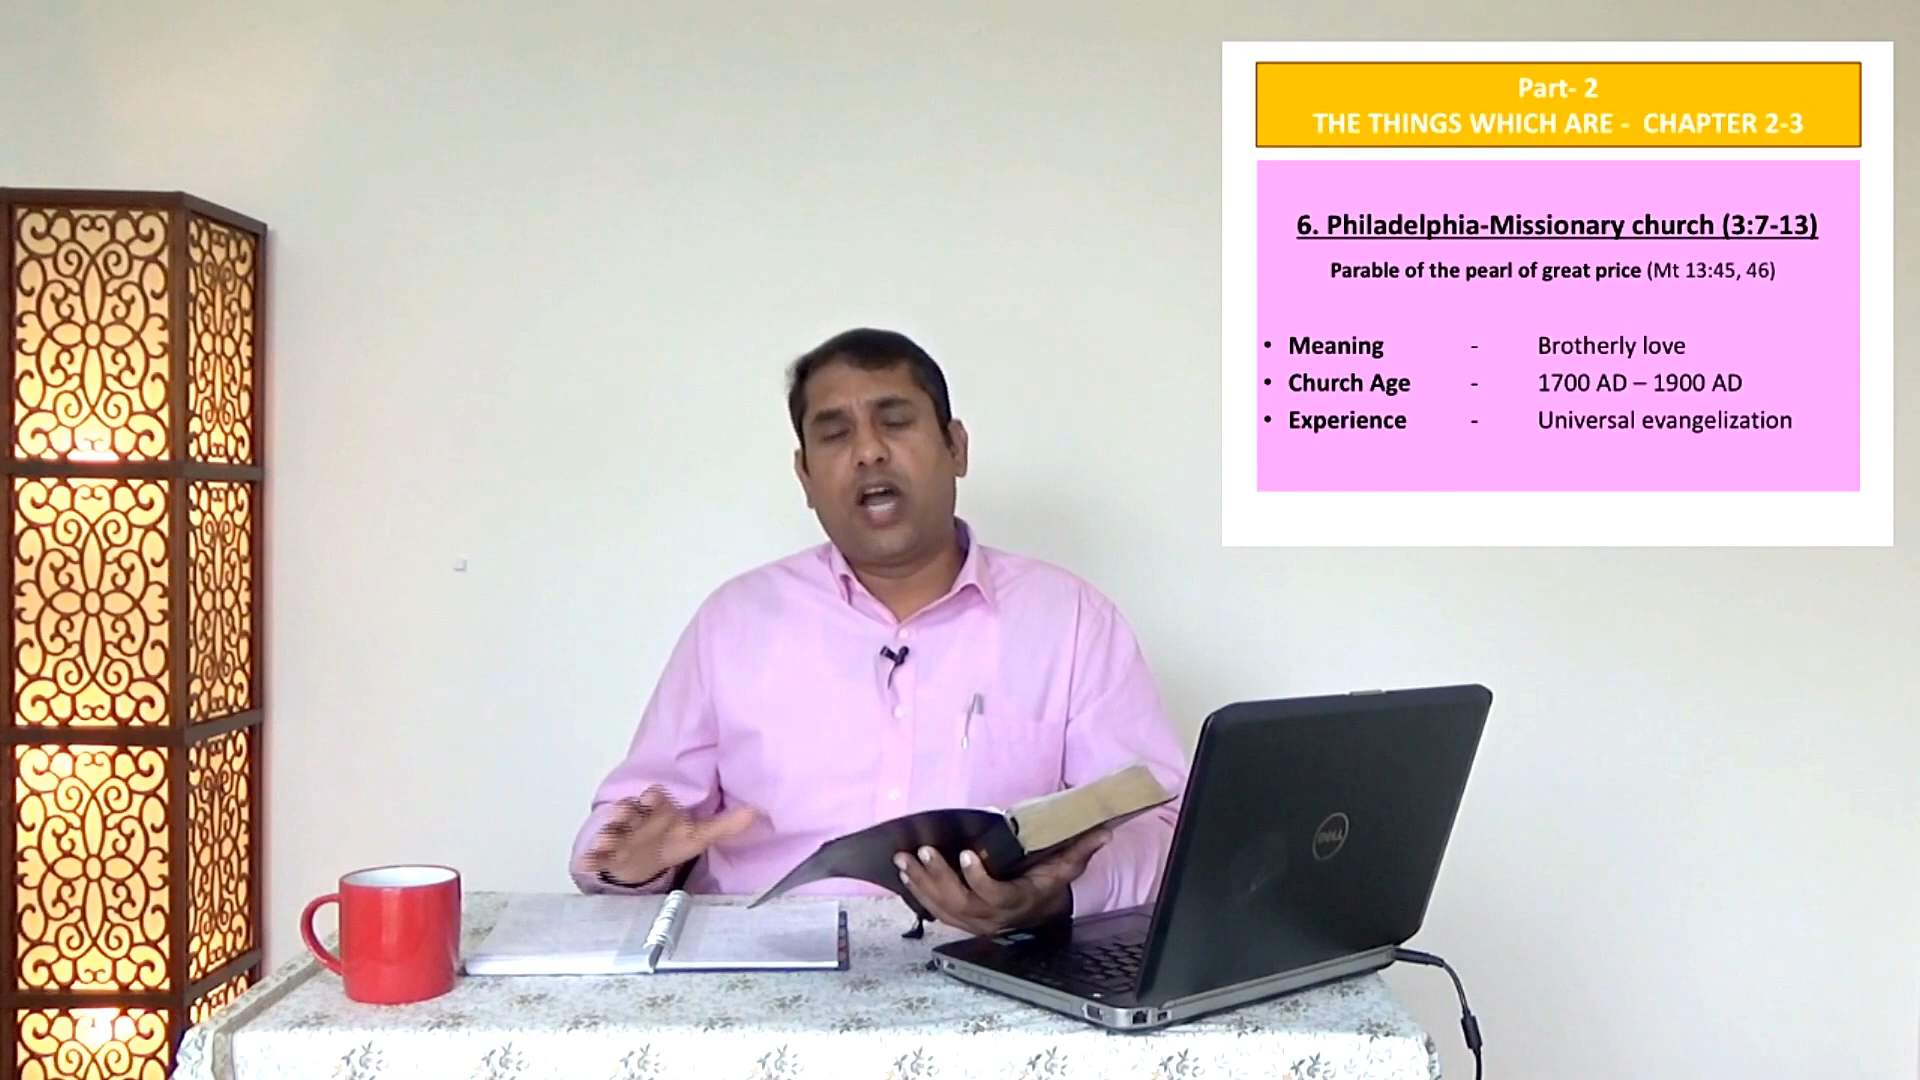 Part- 2
THE THINGS WHICH ARE - CHAPTER 2-3
6. Philadelphia-Missionary church (3:7-13)
Parable of the pearl of great price (Mt 13:45, 46)
• Meaning - Brotherly love
• Church Age - 1700 AD – 1900 AD
• Experience - Universal evangelization
DELL